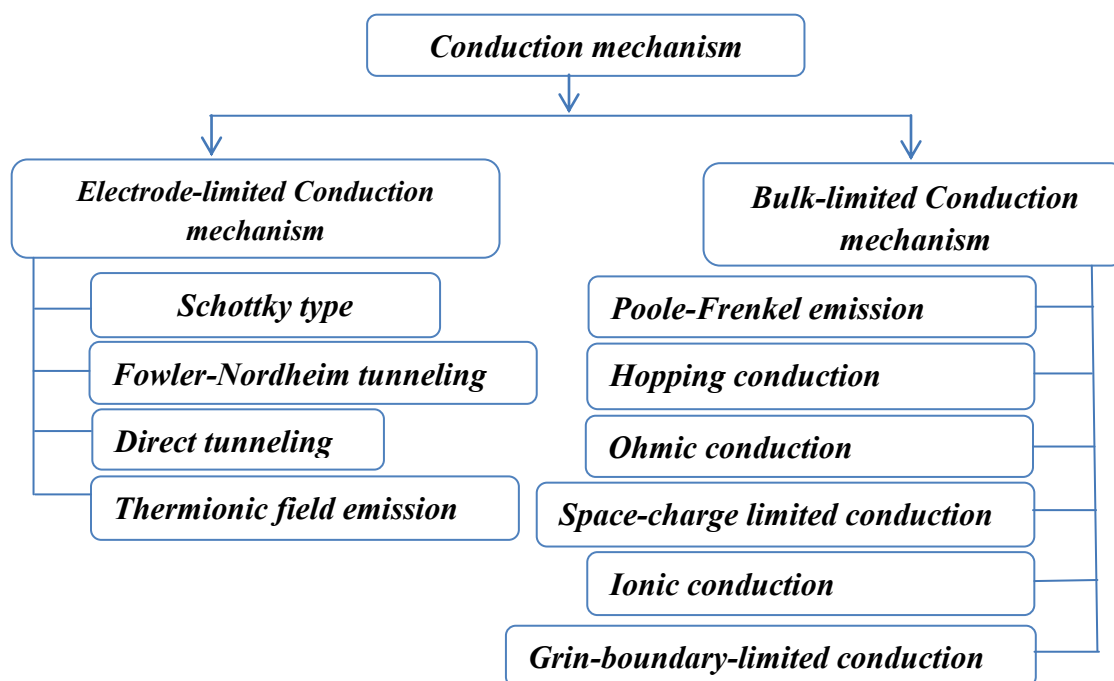 Conduction mechanism
Electrode-limited Conduction
mechanism
Schottky type
Fowler-Nordheim tunneling
Direct tunneling
Thermionic field emission
Bulk-limited Conduction
mechanism
Poole-Frenkel emission
Hopping conduction
Ohmic conduction
Space-charge limited conduction
Ionic conduction
Grin-boundary-limited conduction